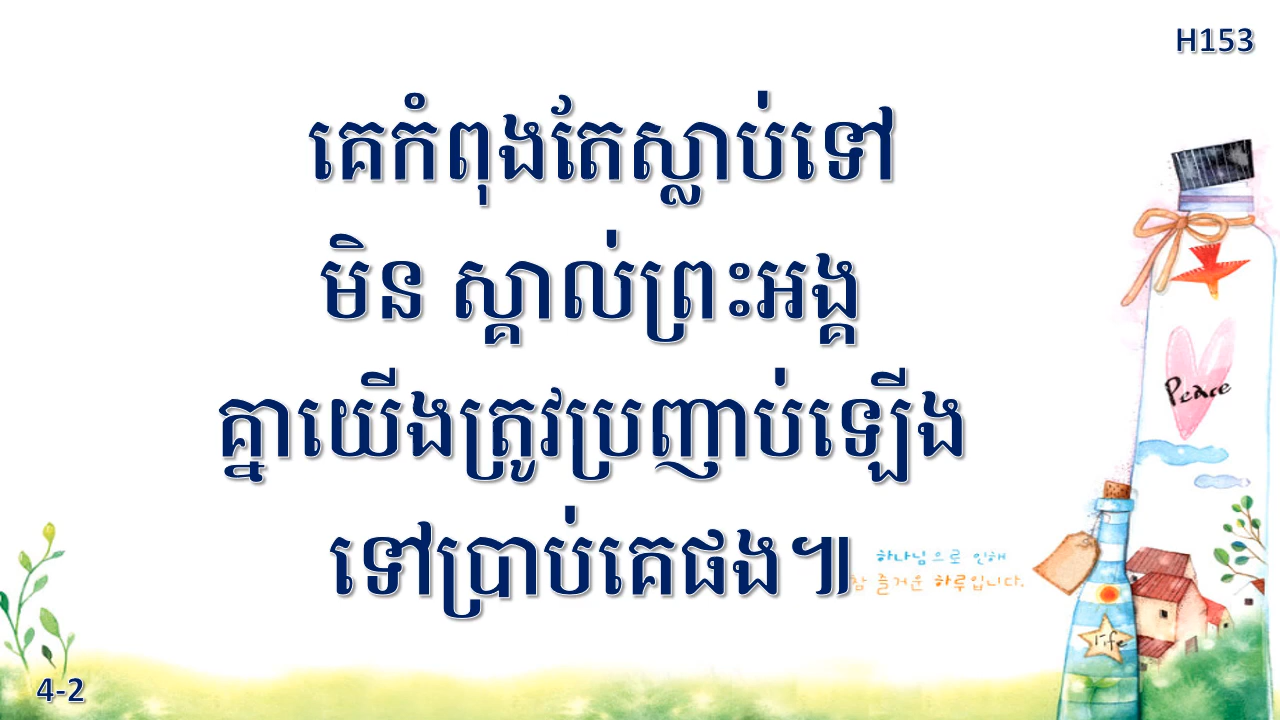 H153
គេកំពុងតែស្លាប់ទៅ
មិន ស្គាល់ព្រះអង្គ
គ្នាយើងត្រូវប្រញាប់ឡើង
ទៅប្រាប់គេផង៕
하나님으로 인해
참 즐거운 하루입니다.
Peace
life
4-2